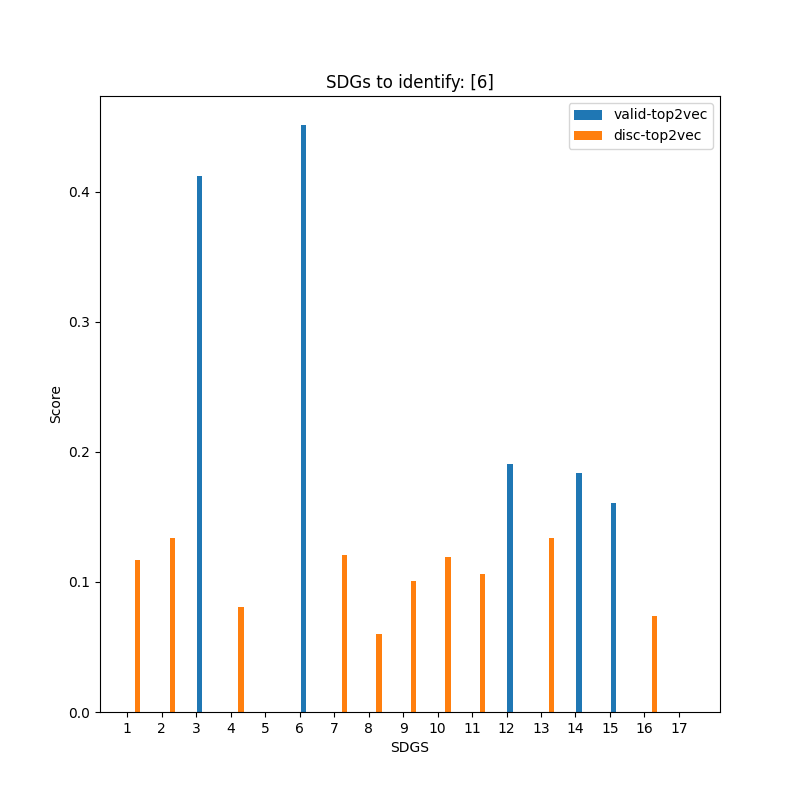 SDGs to identify: [6]
valid-top2vec
disc-top2vec
Score
0.4
0.3
0.2
0.1
0.0
1 2 3 4 5 6 7 8 9 10 11 12 13 14 15 16 17
SDGS